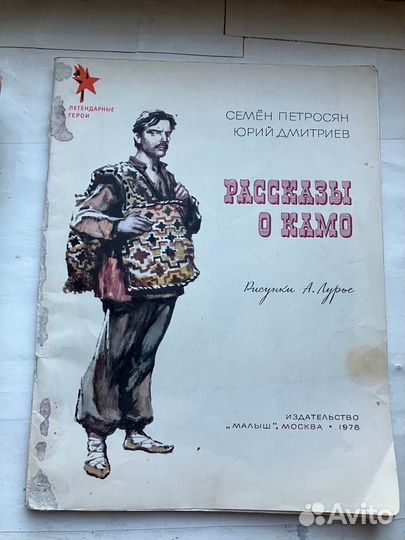 ЛЕГЕНДАРНЫЕ
ГЕРОИ
СЕМЁН ПЕТРОСЯН
ЮРИЙ ДМИТРИЕВ
РАССКАЗЫ
О КАМО
Рисунки А. Лурье
ИЗДАТЕЛЬСТВО
„МАЛЫШ", МОСКВА • 1978
Avito